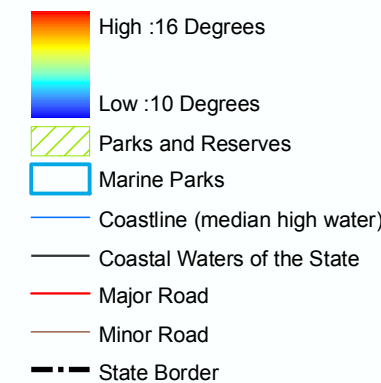 High :16 Degrees
Low :10 Degrees
Parks and Reserves
Marine Parks
Coastline (median high water)
Coastal Waters of the State
Major Road
Minor Road
State Border